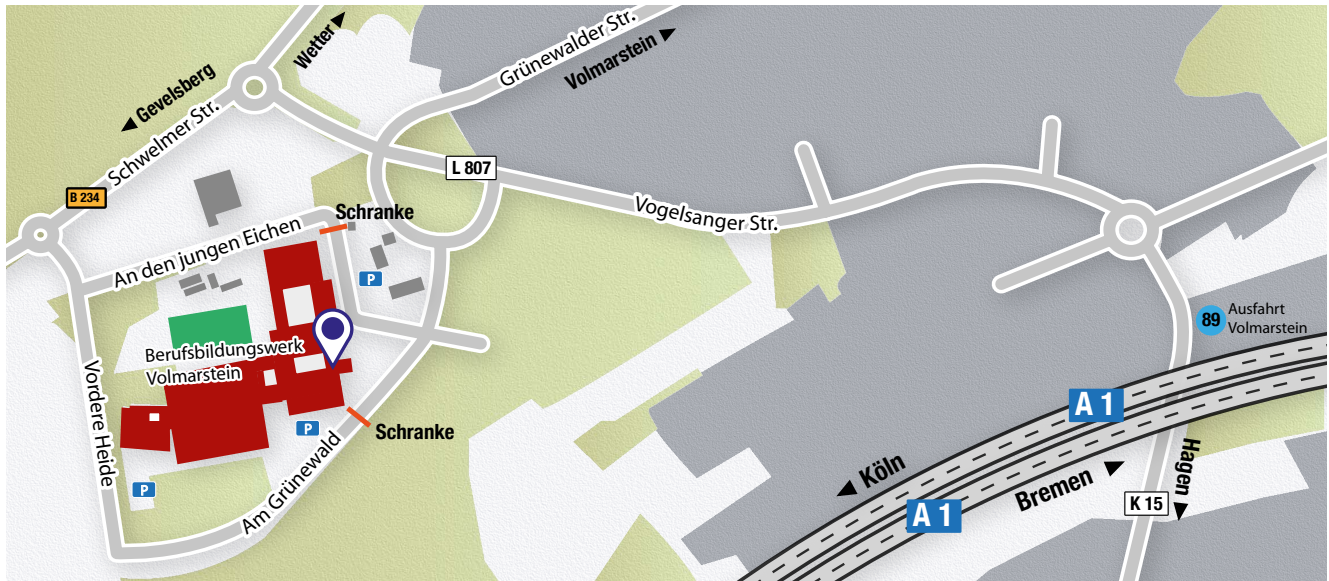 Wetter
Grünewalder Str.
Volmarstein
Gevelsberg
Schwelmer Str.
B 234
L 807
Schranke
Vogelsanger Str.
An den jungen Eichen
P
89
Ausfahrt
Volmarstein
Berufsbildungswerk
Volmarstein
Vordere Heide
A 1
P
Schranke
Köln
Hagen
Bremen
P
Am Grünewald
A 1
K 15